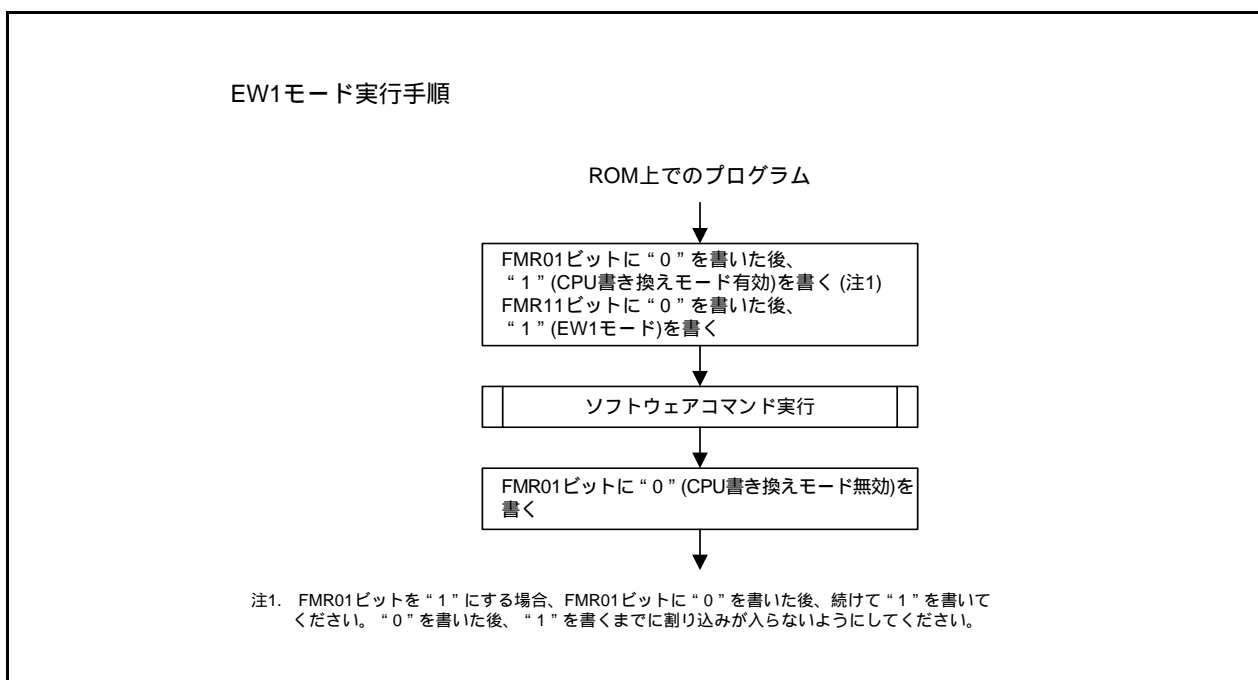 EW1モード実行手順
ROM上でのプログラム
FMR01ビットに“ 0 ”を書いた後、
“ 1 ” (CPU書き換えモード有効)を書く (注1)
FMR11ビットに“ 0 ”を書いた後、
“ 1 ” (EW1モード)を書く
ソフトウェアコマンド実行
FMR01ビットに“ 0 ” (CPU書き換えモード無効)を
書く
注1. FMR01ビットを“ 1 ”にする場合、FMR01ビットに“ 0 ”を書いた後、続けて“ 1 ”を書いて
ください。“ 0 ”を書いた後、“ 1 ”を書くまでに割り込みが入らないようにしてください。